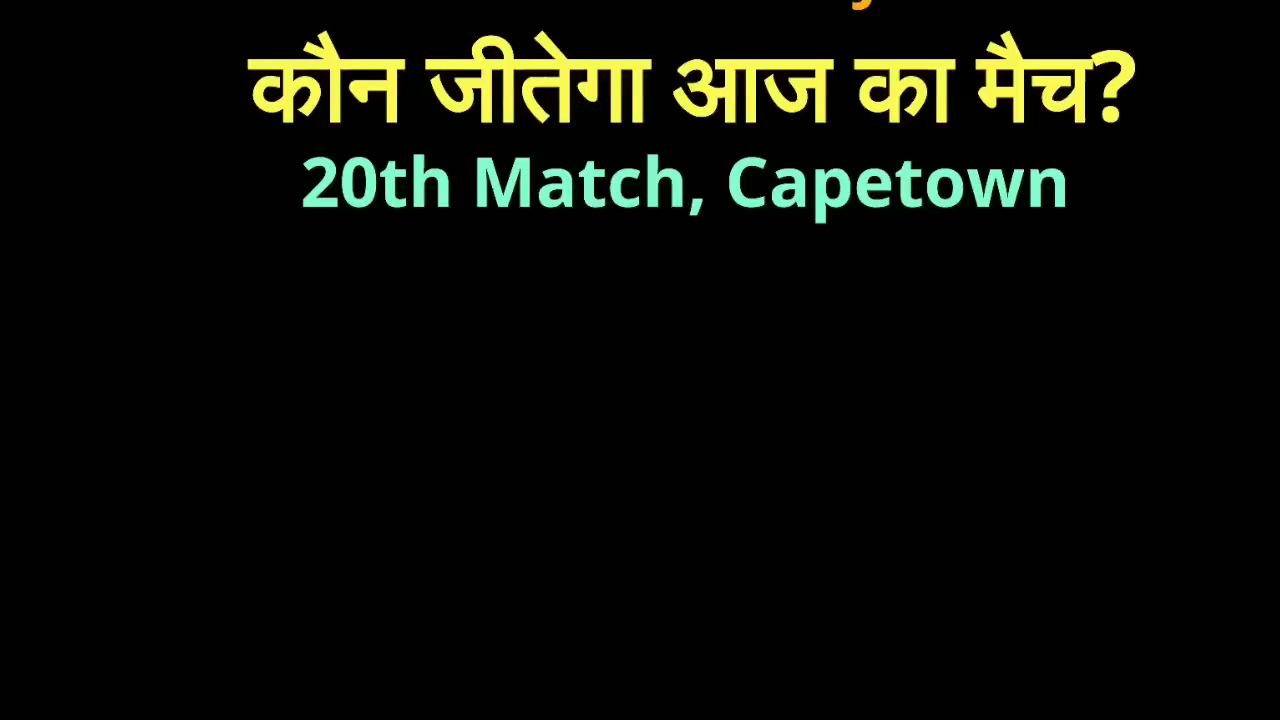 कौन जीतेगा आज का मैच?
20th Match, Capetown